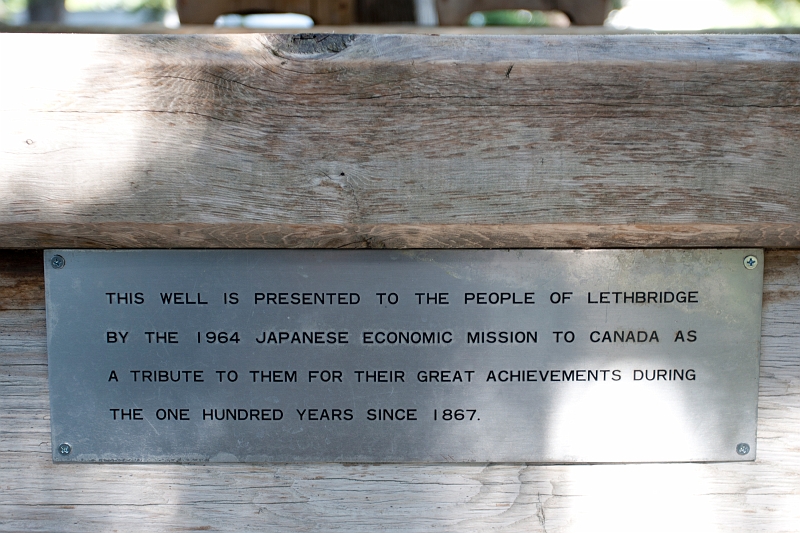 THIS WELL IS PRESENTED TO THE PEOPLE OF LETHBRIDGE
BY THE 1964 JAPANESE ECONOMIC MISSION TO CANADA AS
A TRIBUTE TO THEM FOR THEIR GREAT ACHIEVEMENTS DURING
THE ONE HUNDRED YEARS SINCE 1867.